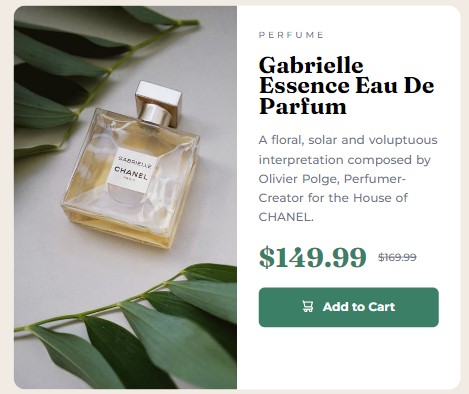 GABRIELLE
CHANEL
PARIS
PERFUME
Gabrielle
Essence Eau De
Parfum
A floral, solar and voluptuous
interpretation composed by
Olivier Polge, Perfumer-
Creator for the House of
CHANEL.
$149.99 $169.99
Add to Cart